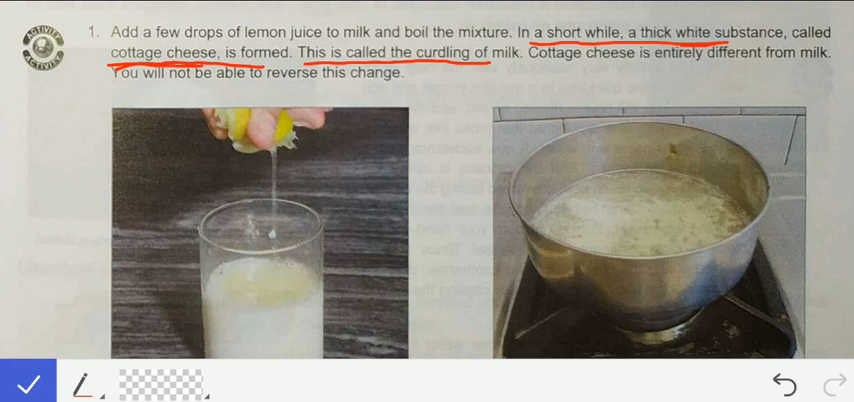 ACTIVITY
ACTIVITY
1. Add a few drops of lemon juice to milk and boil the mixture. In a short while, a thick white substance, called
cottage cheese, is formed. This is called the curdling of milk. Cottage cheese is entirely different from milk.
You will not be able to reverse this change.